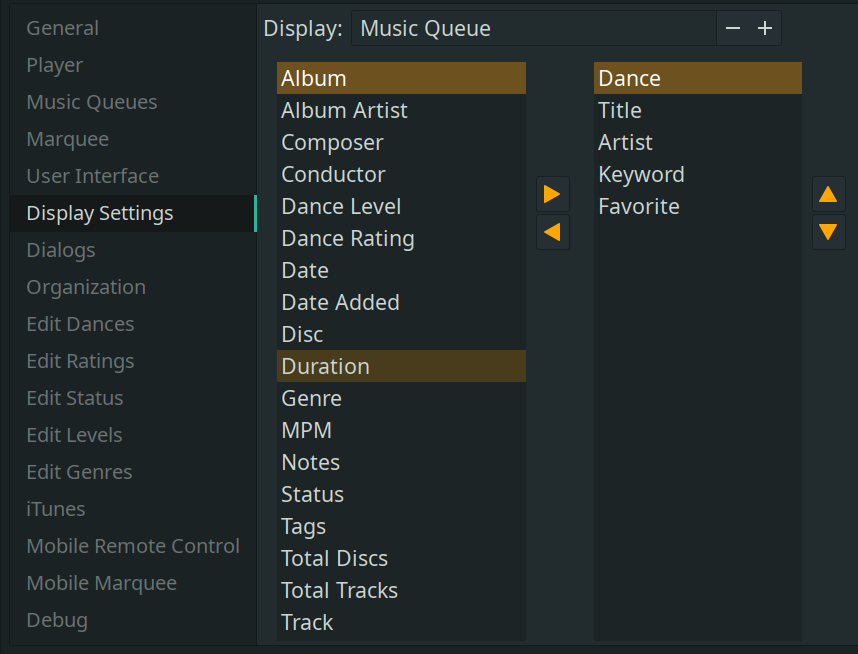 General
Player
Music Queues
Marquee
User Interface
Display Settings
Dialogs
Organization
Edit Dances
Edit Ratings
Edit Status
Edit Levels
Edit Genres
iTunes
Mobile Remote Control
Mobile Marquee
Debug
Display: Music Queue − +
Album
Album Artist
Composer
Conductor
Dance Level
Dance Rating
Date
Date Added
Disc
Duration
Genre
MPM
Notes
Status
Tags
Total Discs
Total Tracks
Track
Dance
Title
Artist
Keyword
Favorite